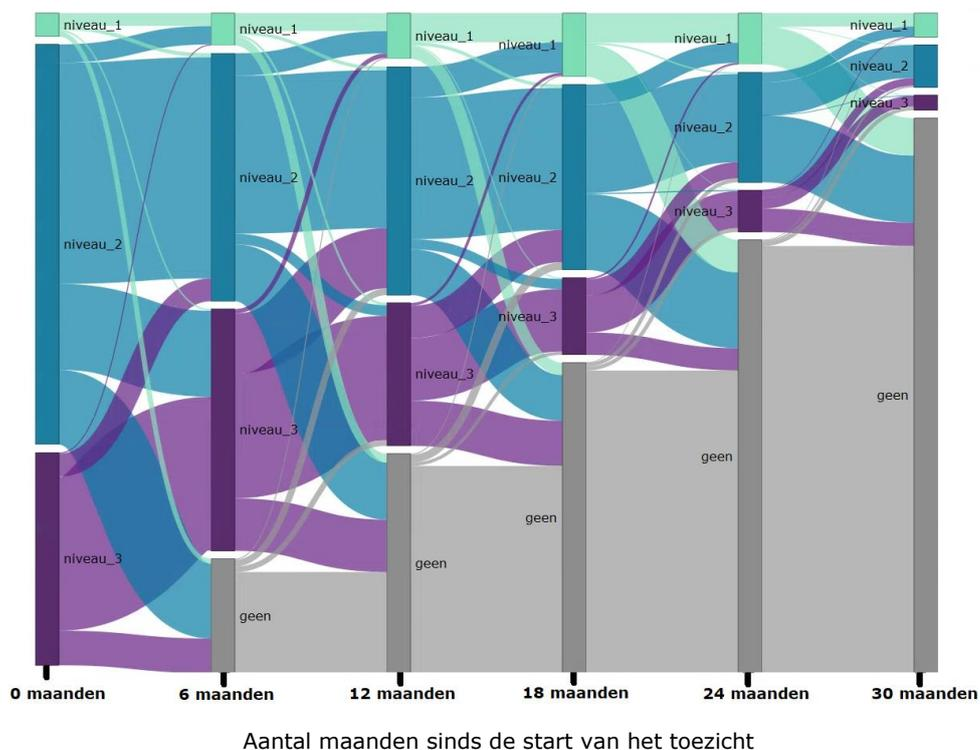 niveau_1
niveau_2
niveau_3
niveau_1
niveau_2
niveau_3
geen
niveau_1
niveau_2
niveau_3
geen
niveau_1
niveau_2
niveau_3
geen
niveau_1
niveau_2
niveau_3
geen
niveau_1
niveau_2
niveau_3
geen
0 maanden
6 maanden
12 maanden
18 maanden
24 maanden
30 maanden
Aantal maanden sinds de start van het toezicht